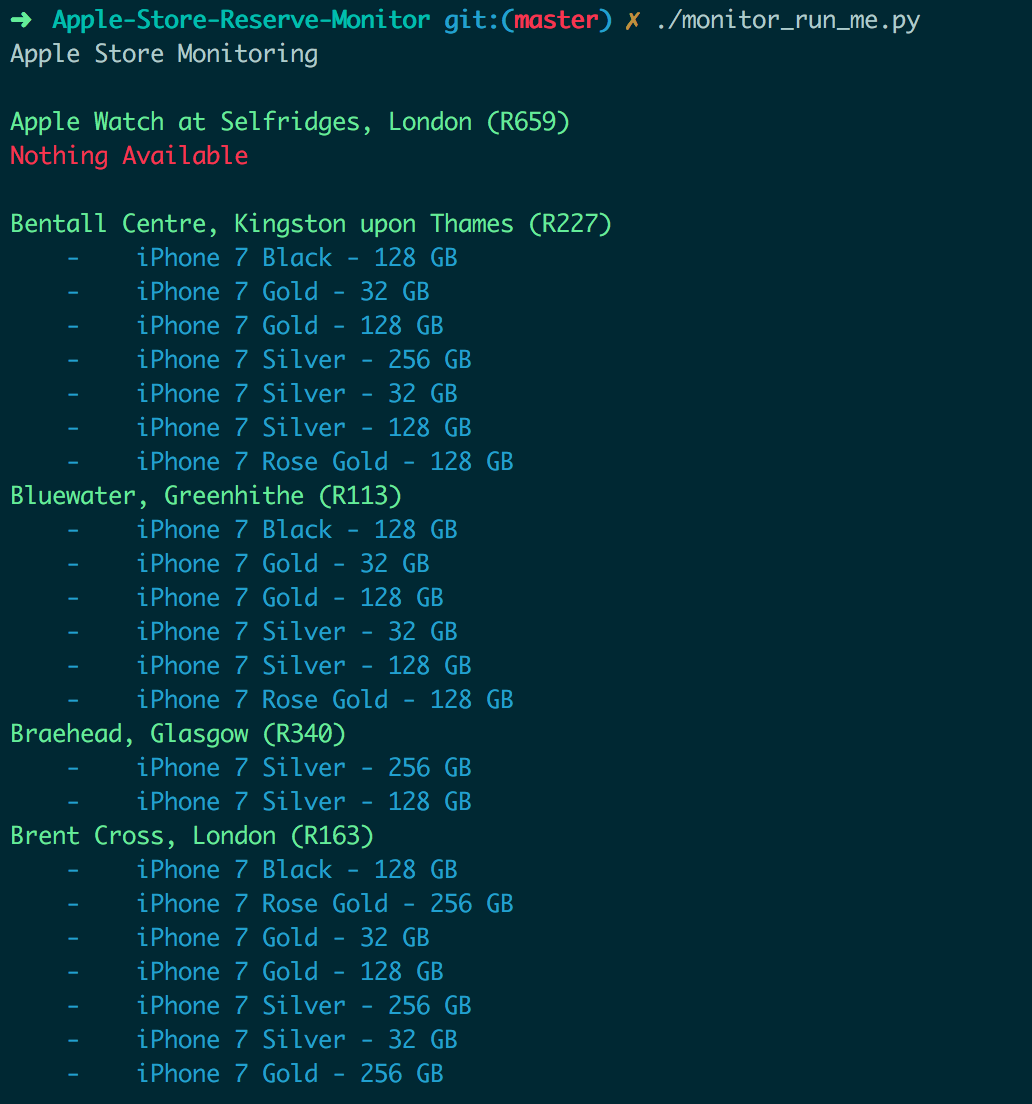 ➜ Apple-Store-Reserve-Monitor git:(master) ✗ ./monitor_run_me.py
Apple Store Monitoring
Apple Watch at Selfridges, London (R659)
Nothing Available
Bentall Centre, Kingston upon Thames (R227)
- iPhone 7 Black - 128 GB
- iPhone 7 Gold - 32 GB
- iPhone 7 Gold - 128 GB
- iPhone 7 Silver - 256 GB
- iPhone 7 Silver - 32 GB
- iPhone 7 Silver - 128 GB
- iPhone 7 Rose Gold - 128 GB
Bluewater, Greenhithe (R113)
- iPhone 7 Black - 128 GB
- iPhone 7 Gold - 32 GB
- iPhone 7 Gold - 128 GB
- iPhone 7 Silver - 32 GB
- iPhone 7 Silver - 128 GB
- iPhone 7 Rose Gold - 128 GB
Braehead, Glasgow (R340)
- iPhone 7 Silver - 256 GB
- iPhone 7 Silver - 128 GB
Brent Cross, London (R163)
- iPhone 7 Black - 128 GB
- iPhone 7 Rose Gold - 256 GB
- iPhone 7 Gold - 32 GB
- iPhone 7 Gold - 128 GB
- iPhone 7 Silver - 256 GB
- iPhone 7 Silver - 32 GB
- iPhone 7 Gold - 256 GB